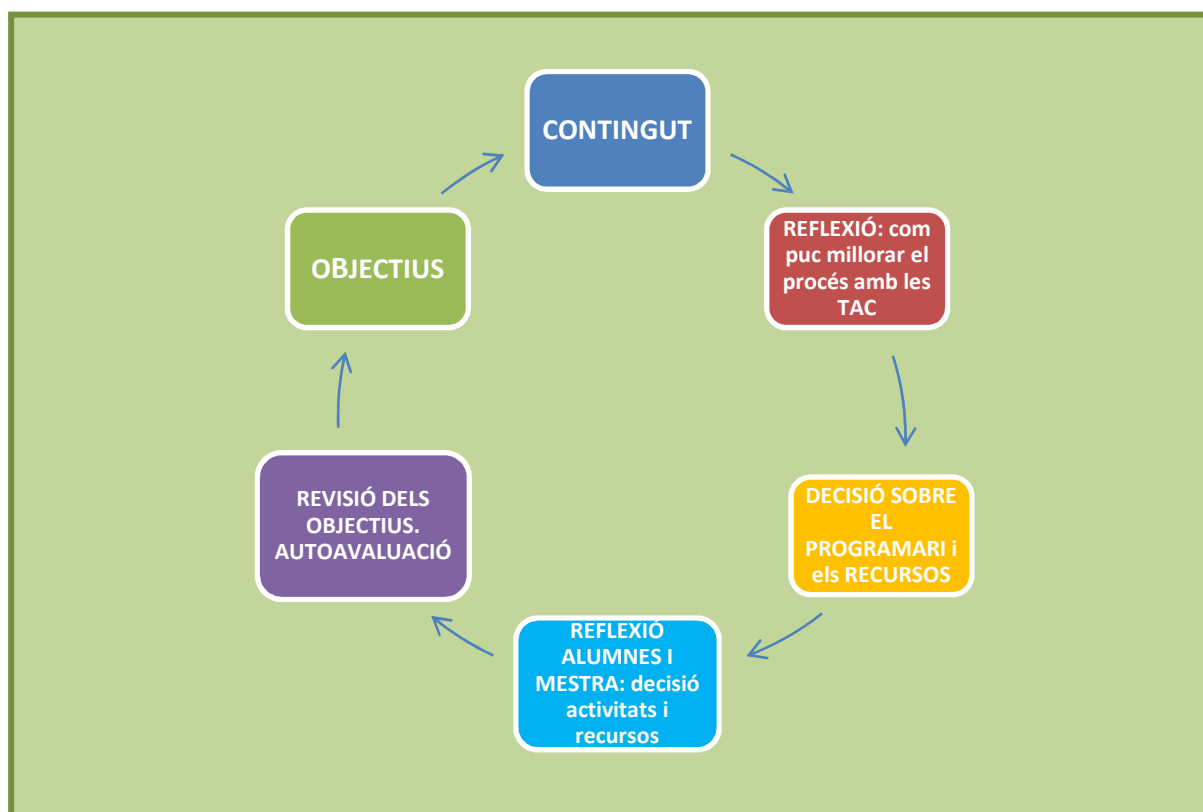 CONTINGUT
REFLEXIÓ: com
puc millorar el
procés amb les
TAC
DECISIÓ SOBRE
EL
PROGRAMARI i
els RECURSOS
REFLEXIÓ
ALUMNES I
MESTRA: decisió
activitats i
recursos
REVISIÓ DELS
OBJECTIUS.
AUTOAVALUACIÓ
OBJECTIUS